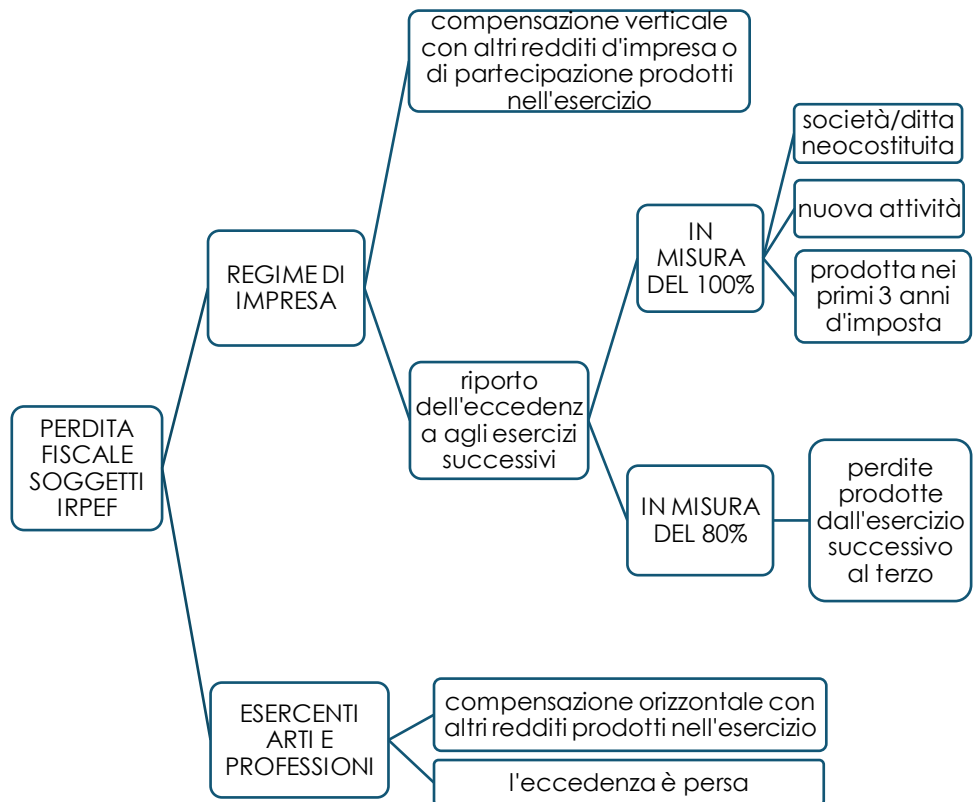 PERDITA
FISCALE
SOGGETTI
IRPEF
REGIME DI
IMPRESA
compensazione verticale
con altri redditi d'impresa o
di partecipazione prodotti
nell'esercizio
riporto
dell'eccedenz
a agli esercizi
successivi
IN
MISURA
DEL 100%
società/ditta
neocostituita
nuova attività
prodotta nei
primi 3 anni
d'imposta
IN MISURA
DEL 80%
perdite
prodotte
dall'esercizio
successivo
al terzo
ESERCENTI
ARTI E
PROFESSIONI
compensazione orizzontale con
altri redditi prodotti nell'esercizio
l'eccedenza è persa